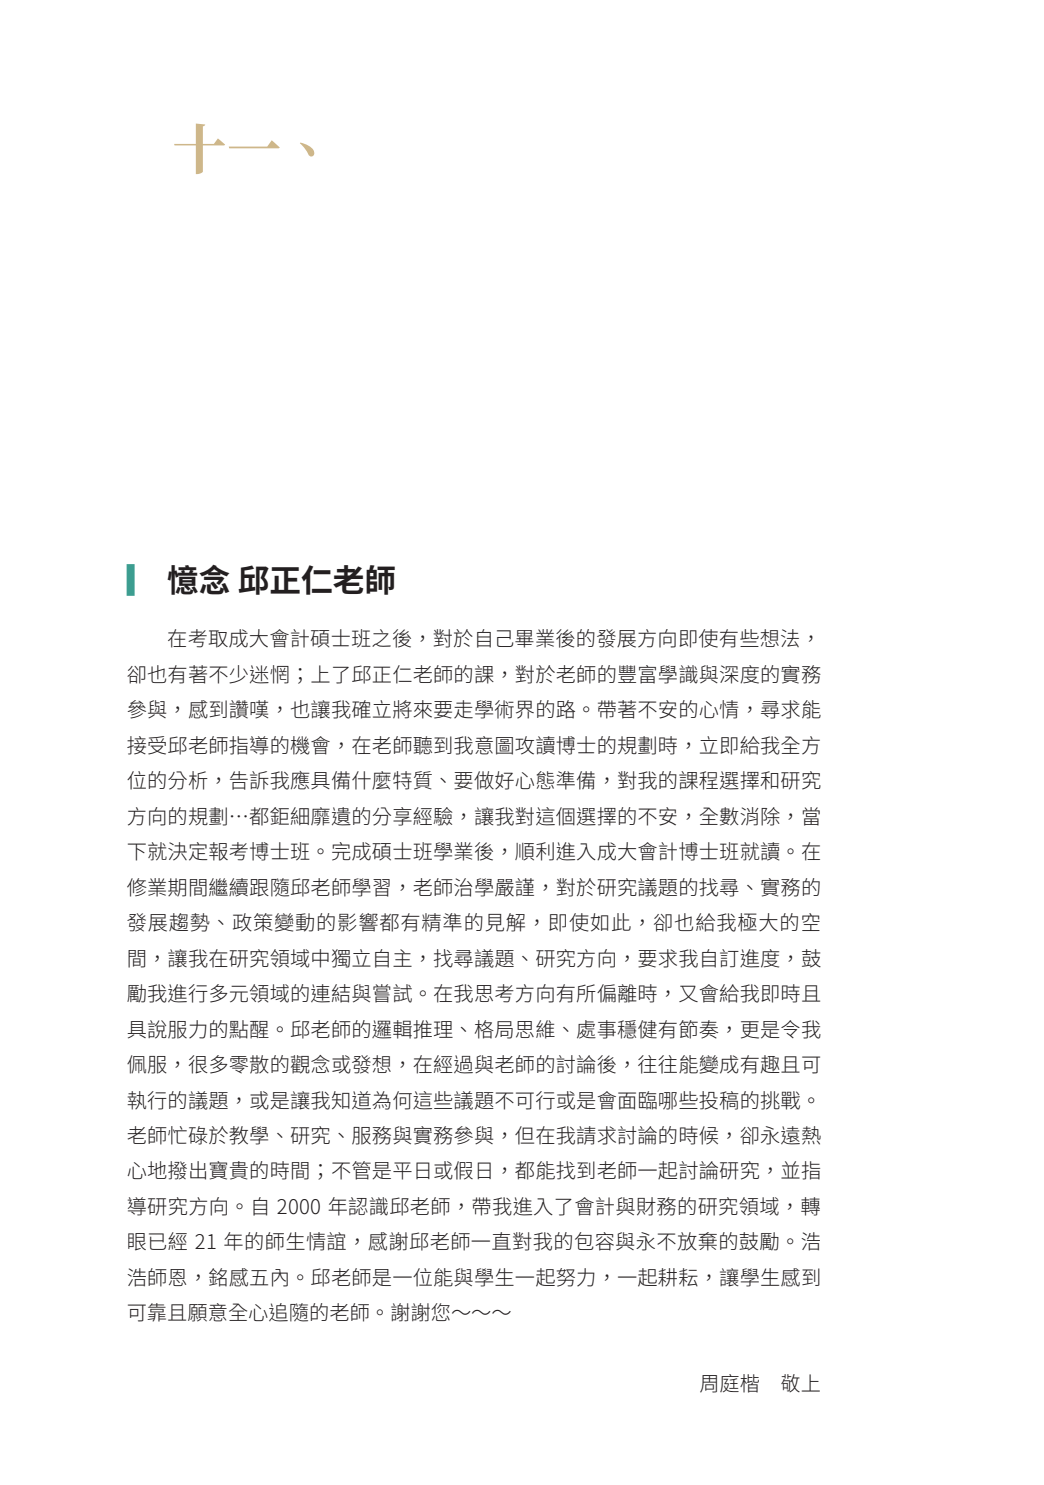 十一、
憶念 邱正仁老師
在考取成大會計碩士班之後，對於自己畢業後的發展方向即使有些想法，
卻也有著不少迷惘；上了邱正仁老師的課，對於老師的豐富學識與深度的實務
參與，感到讚嘆，也讓我確立將來要走學術界的路。帶著不安的心情，尋求能
接受邱老師指導的機會，在老師聽到我意圖攻讀博士的規劃時，立即給我全方
位的分析，告訴我應具備什麼特質、要做好心態準備，對我的課程選擇和研究
方向的規劃…都鉅細靡遺的分享經驗，讓我對這個選擇的不安，全數消除，當
下就決定報考博士班。完成碩士班學業後，順利進入成大會計博士班就讀。在
修業期間繼續跟隨邱老師學習，老師治學嚴謹，對於研究議題的找尋、實務的
發展趨勢、政策變動的影響都有精準的見解，即使如此，卻也給我極大的空
間，讓我在研究領域中獨立自主，找尋議題、研究方向，要求我自訂進度，鼓
勵我進行多元領域的連結與嘗試。在我思考方向有所偏離時，又會給我即時且
具說服力的點醒。邱老師的邏輯推理、格局思維、處事穩健有節奏，更是令我
佩服，很多零散的觀念或發想，在經過與老師的討論後，往往能變成有趣且可
執行的議題，或是讓我知道為何這些議題不可行或是會面臨哪些投稿的挑戰。
老師忙碌於教學、研究、服務與實務參與，但在我請求討論的時候，卻永遠熱
心地撥出寶貴的時間；不管是平日或假日，都能找到老師一起討論研究，並指
導研究方向。自 2000 年認識邱老師，帶我進入了會計與財務的研究領域，轉
眼已經 21 年的師生情誼，感謝邱老師一直對我的包容與永不放棄的鼓勵。浩
浩師恩，銘感五內。邱老師是一位能與學生一起努力，一起耕耘，讓學生感到
可靠且願意全心追隨的老師。謝謝您～～～
周庭楷　敬上